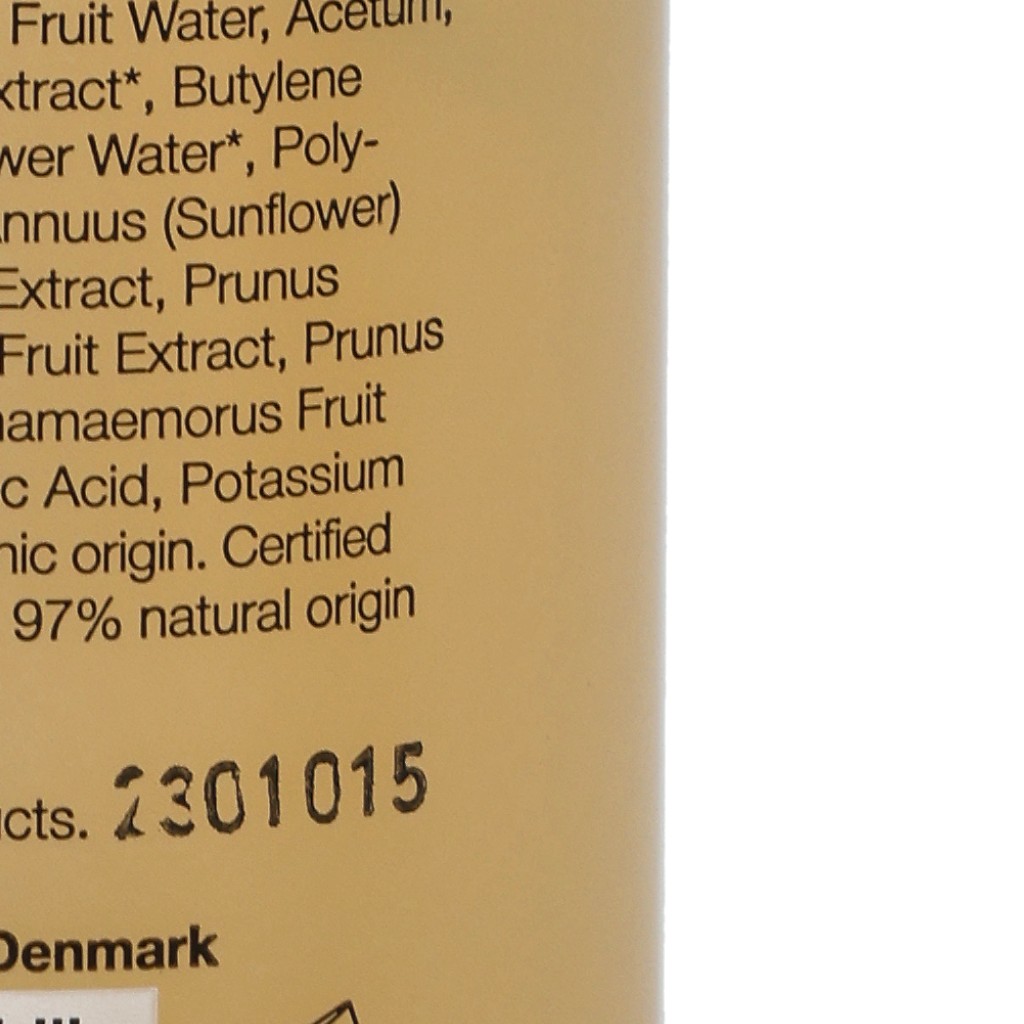 Fruit Water, Acetum,
xtract*, Butylene
wer Water*, Poly-
nnuus (Sunflower)
Extract, Prunus
Fruit Extract, Prunus
amaemorus Fruit
c Acid, Potassium
nic origin. Certified
97% natural origin
cts. 2301015
Denmark